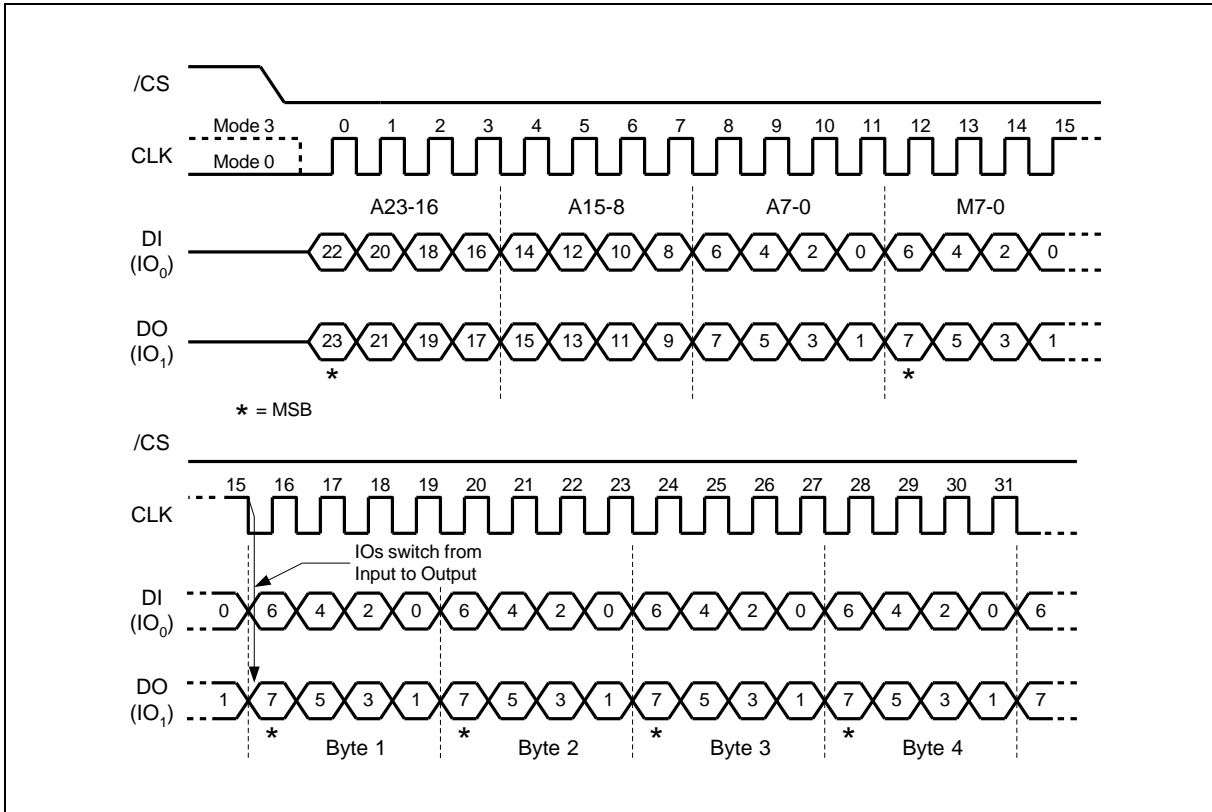 /CS
Mode 3
0 1 2 3 4 5 6 7 8 9 10 11 12 13 14 15
CLK
Mode 0
A23-16 A15-8 A7-0 M7-0
DI
(IO0)
22 20 18 16 14 12 10 8 6 4 2 0 6 4 2 0
DO
(IO1)
23 21 19 17 15 13 11 9 7 5 3 1 7 5 3 1
* *
* = MSB
/CS
15 16 17 18 19 20 21 22 23 24 25 26 27 28 29 30 31
CLK
IOs switch from
Input to Output
DI
(IO0)
0 6 4 2 0 6 4 2 0 6 4 2 0 6 4 2 0 6
DO
(IO1)
1 7 5 3 1 7 5 3 1 7 5 3 1 7 5 3 1 7
* * * *
Byte 1 Byte 2 Byte 3 Byte 4